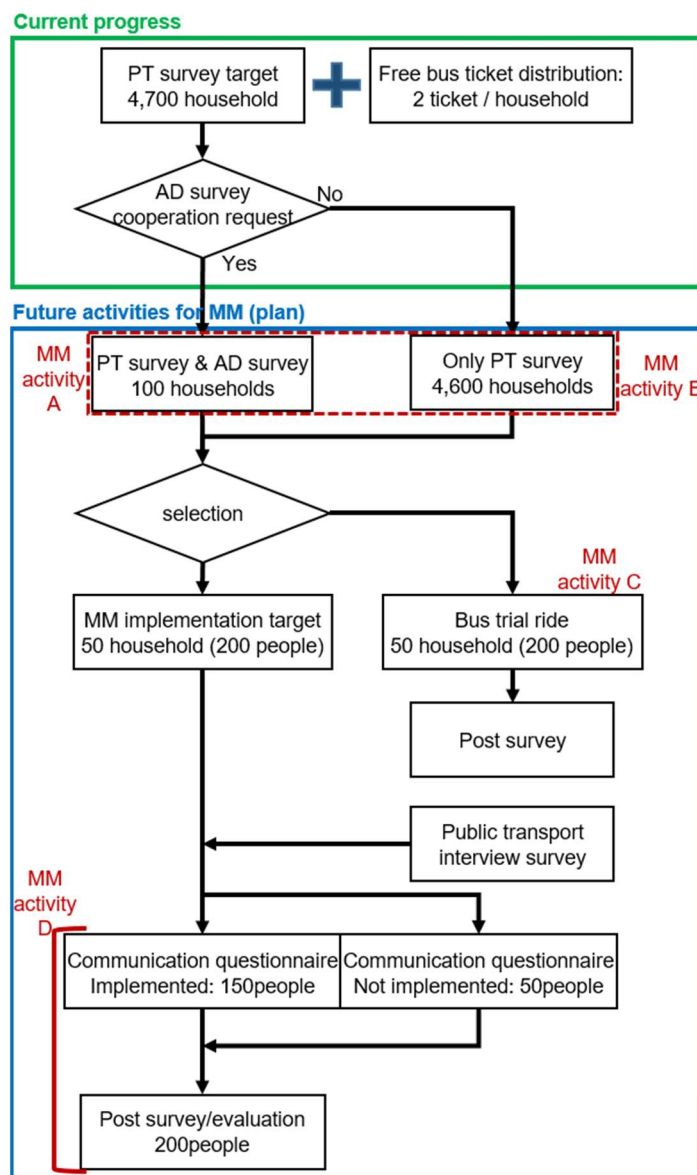 Current progress
PT survey target
4,700 household
Free bus ticket distribution:
2 ticket / household
AD survey
cooperation request
No
Yes
Future activities for MM (plan)
MM
activity
A
PT survey & AD survey
100 households
Only PT survey
4,600 households
MM
activity B
selection
MM
activity C
MM implementation target
50 household (200 people)
Bus trial ride
50 household (200 people)
Post survey
Public transport
interview survey
MM
activity
D
Communication questionnaire
Implemented: 150people
Communication questionnaire
Not implemented: 50people
Post survey/evaluation
200people